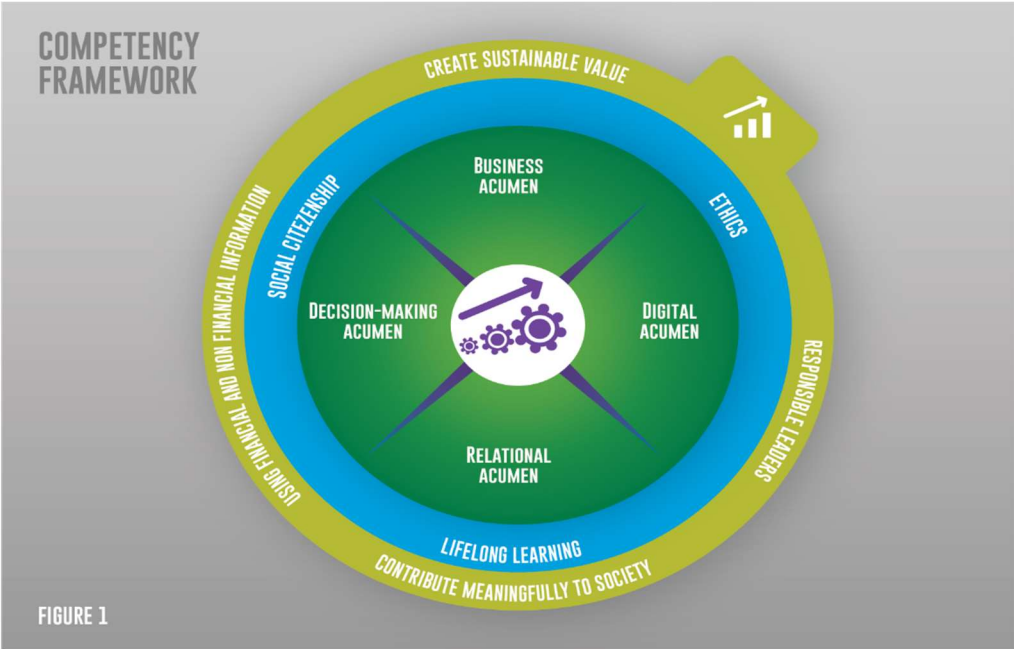 COMPETENCY
FRAMEWORK
CREATE SUSTAINABLE VALUE
RESPONSIBLE LEADERS
CONTRIBUTE MEANINGFULLY TO SOCIETY
USING FINANCIAL AND NON FINANCIAL INFORMATION
SOCIAL CITEZENSHIP
ETHICS
LIFELONG LEARNING
BUSINESS
ACUMEN
DECISION-MAKING
ACUMEN
DIGITAL
ACUMEN
RELATIONAL
ACUMEN
FIGURE 1